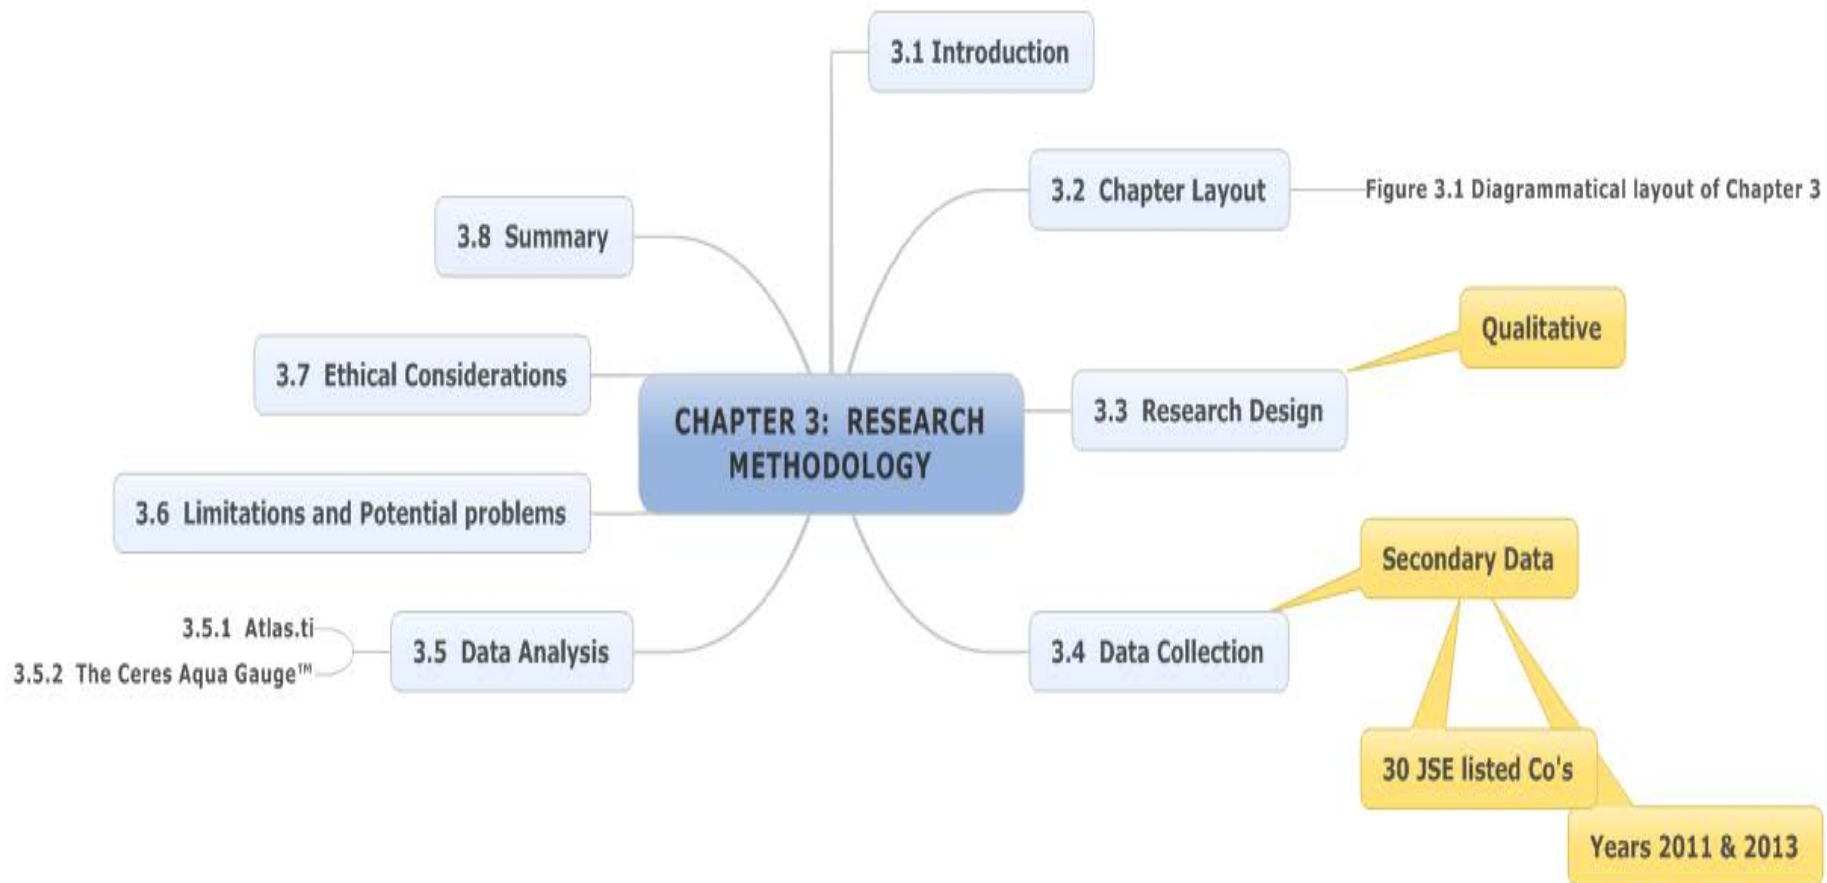 3.1 Introduction
3.2 Chapter Layout
Figure 3.1 Diagrammatical layout of Chapter 3
3.8 Summary
Qualitative
3.7 Ethical Considerations
3.3 Research Design
CHAPTER 3: RESEARCH
METHODOLOGY
3.6 Limitations and Potential problems
Secondary Data
3.5.1 Atlas.ti
3.5.2 The Ceres Aqua Gauge™
3.5 Data Analysis
3.4 Data Collection
30 JSE listed Co's
Years 2011 & 2013